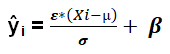 ŷi = ε*(Xi−μ)/σ + β